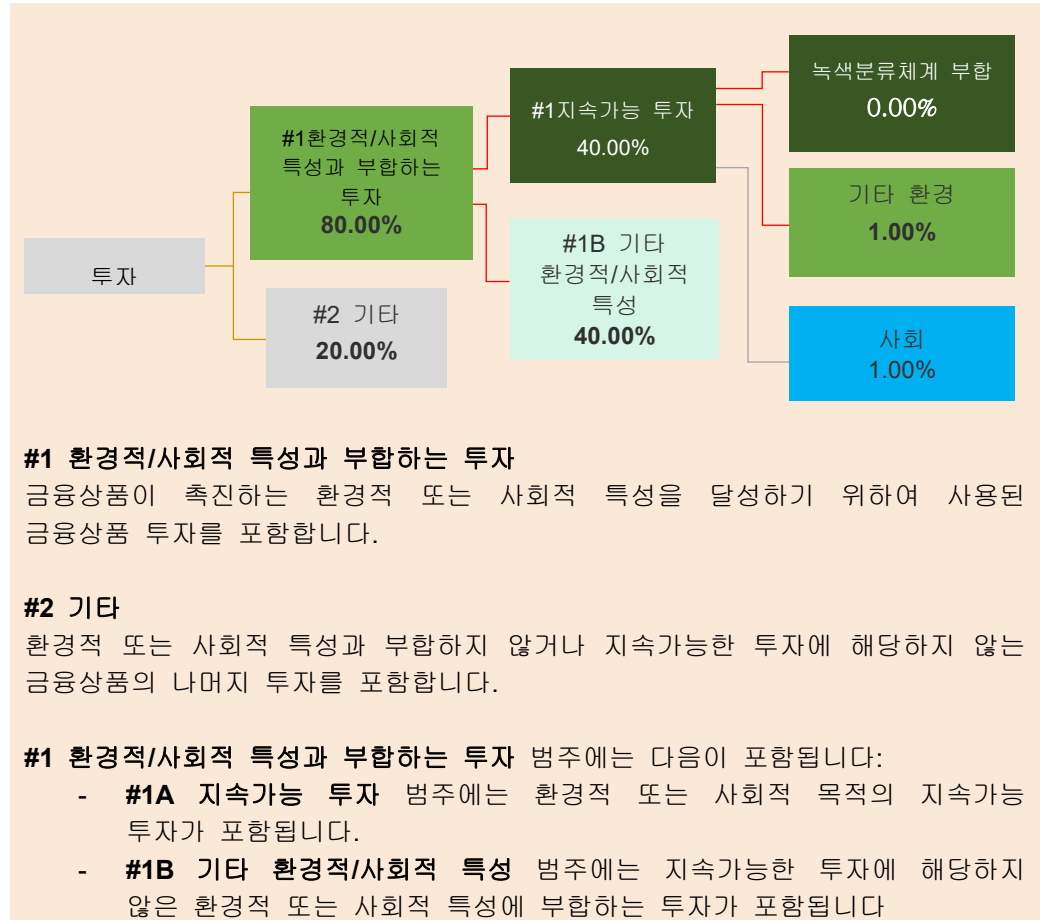 투자
#1환경적/사회적
특성과 부합하는
투자
80.00%
#2 기타
20.00%
#1지속가능 투자
40.00%
#1B 기타
환경적/사회적
특성
40.00%
녹색분류체계 부합
0.00%
기타 환경
1.00%
사회
1.00%
#1 환경적/사회적 특성과 부합하는 투자
금융상품이 촉진하는 환경적 또는 사회적 특성을 달성하기 위하여 사용된
금융상품 투자를 포함합니다.
#2 기타
환경적 또는 사회적 특성과 부합하지 않거나 지속가능한 투자에 해당하지 않는
금융상품의 나머지 투자를 포함합니다.
#1 환경적/사회적 특성과 부합하는 투자 범주에는 다음이 포함됩니다:
- #1A 지속가능 투자 범주에는 환경적 또는 사회적 목적의 지속가능
투자가 포함됩니다.
- #1B 기타 환경적/사회적 특성 범주에는 지속가능한 투자에 해당하지
않은 환경적 또는 사회적 특성에 부합하는 투자가 포함됩니다